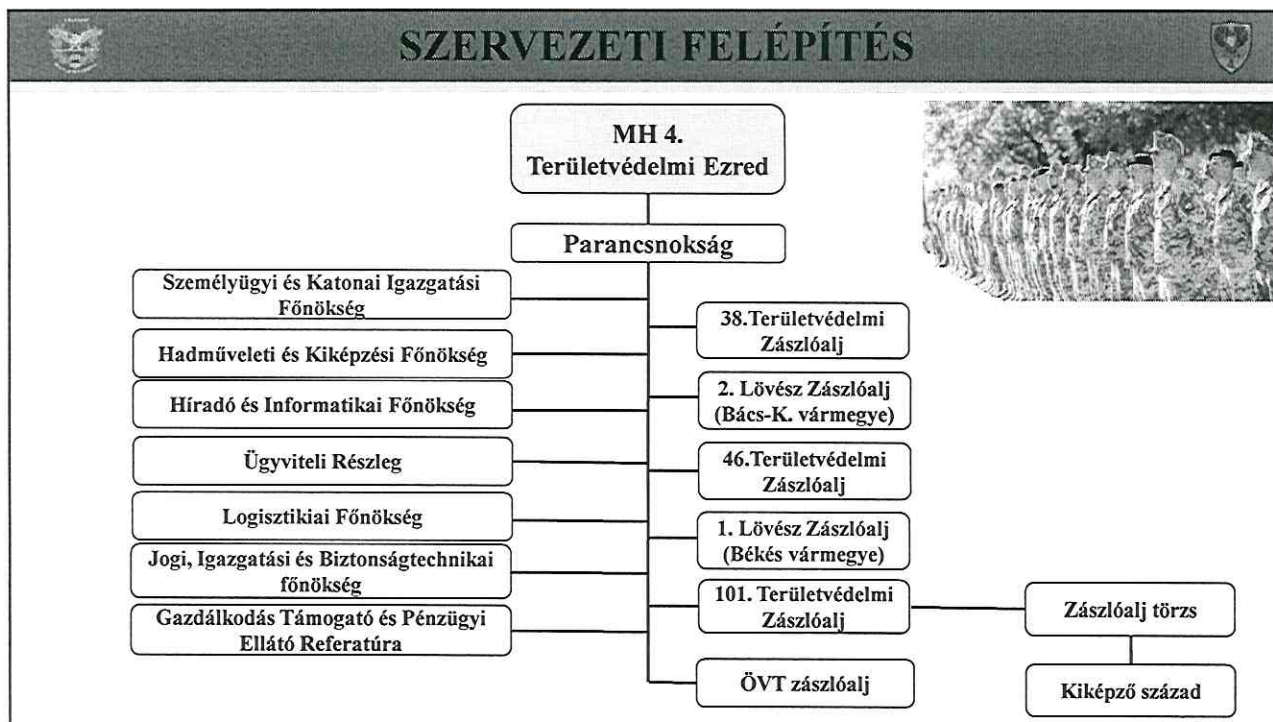 SZERVEZETI FELÉPÍTÉS
MH 4.
Területvédelmi Ezred
Parancsnokság
Személyügyi és Katonai Igazgatási
Főnökség
Hadműveleti és Kiképzési Főnökség
Híradó és Informatikai Főnökség
Ügyviteli Részleg
Logisztikiai Főnökség
Jogi, Igazgatási és Biztonságtechnikai
főnökség
Gazdálkodás Támogató és Pénzügyi
Ellátó Referatúra
38.Területvédelmi
Zászlóalj
2. Lövész Zászlóalj
(Bács-K. vármegye)
46.Területvédelmi
Zászlóalj
1. Lövész Zászlóalj
(Békés vármegye)
101. Területvédelmi
Zászlóalj
ÖVT zászlóalj
Zászlóalj törzs
Kiképző század